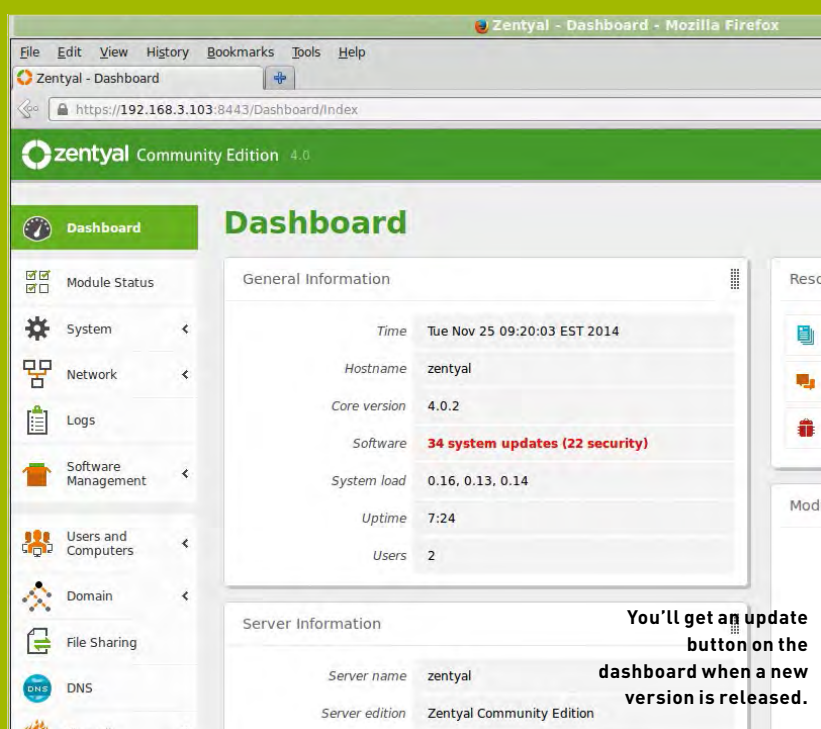 Zentyal - Dashboard - Mozilla Firefox
File Edit View History Bookmarks Tools Help
Zentyal - Dashboard
https://192.168.3.103:8443/Dashboard/Index
zentyal Community Edition 4.0
Dashboard
Module Status
System
Network
Logs
Software
Management
Users and
Computers
Domain
File Sharing
DNS
DNS
Dashboard
General Information
Time Tue Nov 25 09:20:03 EST 2014
Hostname zentyal
Core version 4.0.2
Software 34 system updates (22 security)
System load 0.16, 0.13, 0.14
Uptime 7:24
Users 2
Server Information
Server name zentyal
Server edition Zentyal Community Edition
Reso
Mod
You'll get an update
button on the
dashboard when a new
version is released.